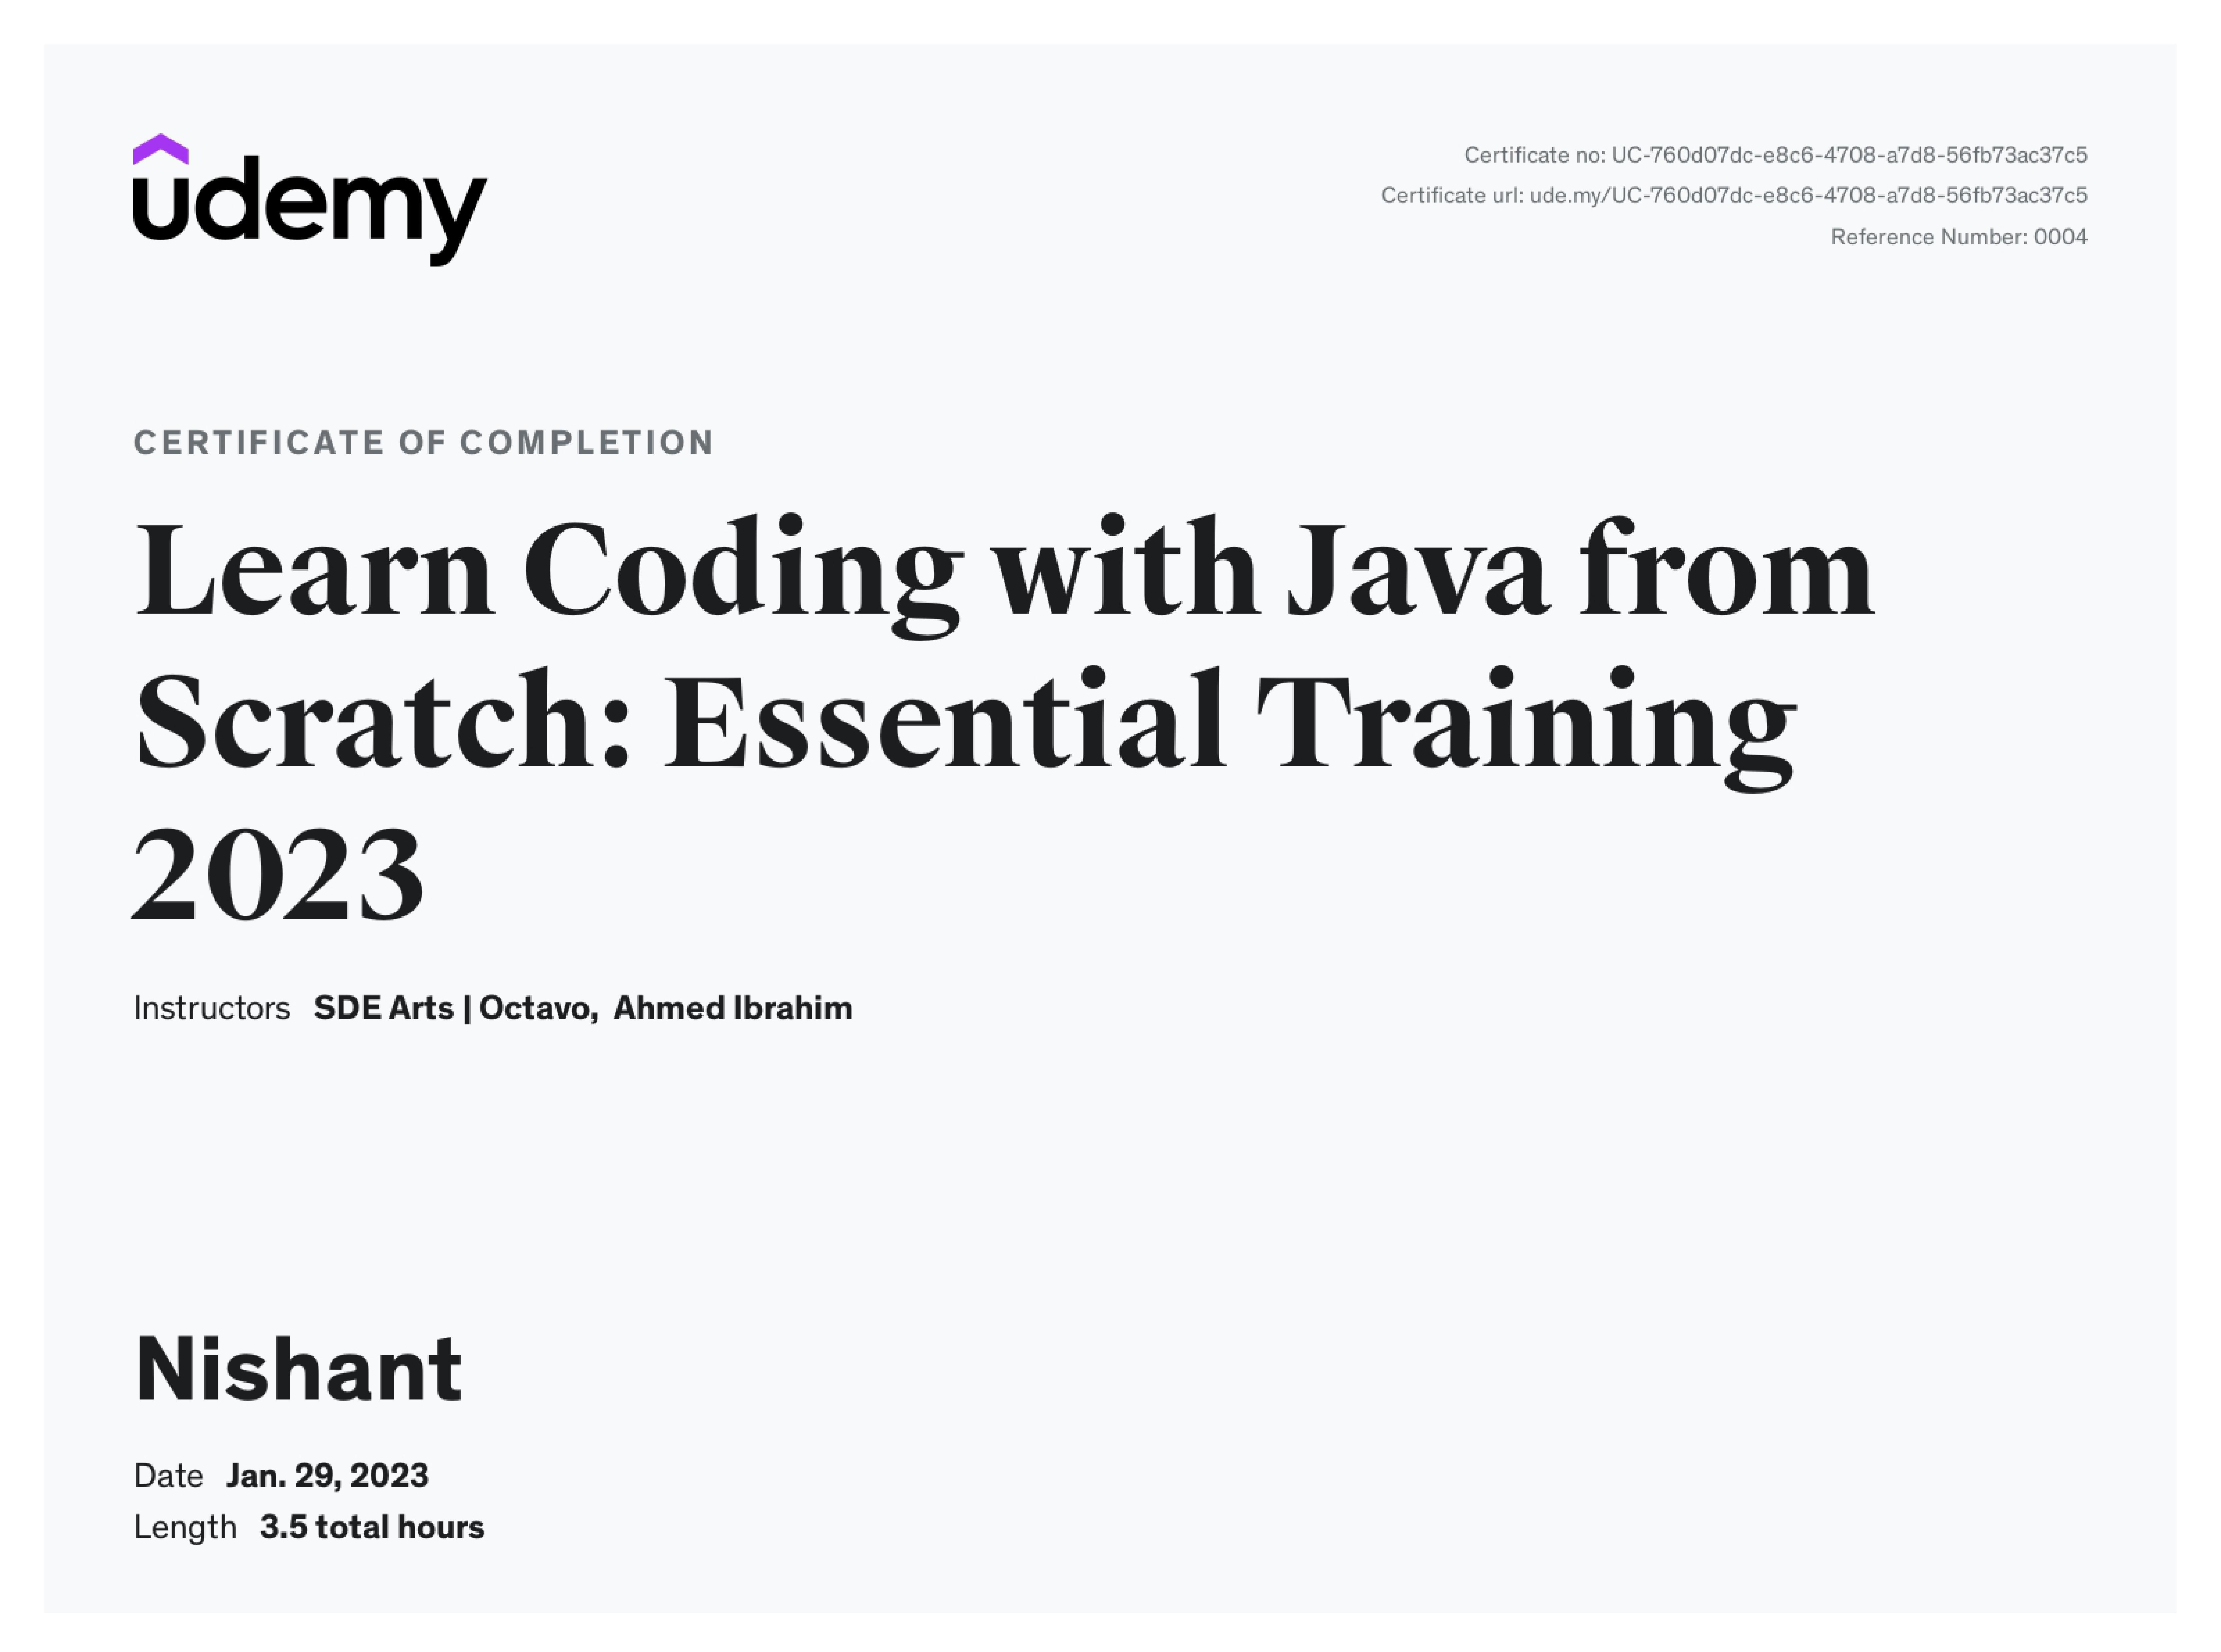 udemy
Certificate no: UC-760d07dc-e8c6-4708-a7d8-56fb73ac37c5
Certificate url: ude.my/UC-760d07dc-e8c6-4708-a7d8-56fb73ac37c5
Reference Number: 0004
CERTIFICATE OF COMPLETION
Learn Coding with Java from
Scratch: Essential Training
2023
Instructors SDE Arts | Octavo, Ahmed Ibrahim
Nishant
Date Jan. 29, 2023
Length 3.5 total hours